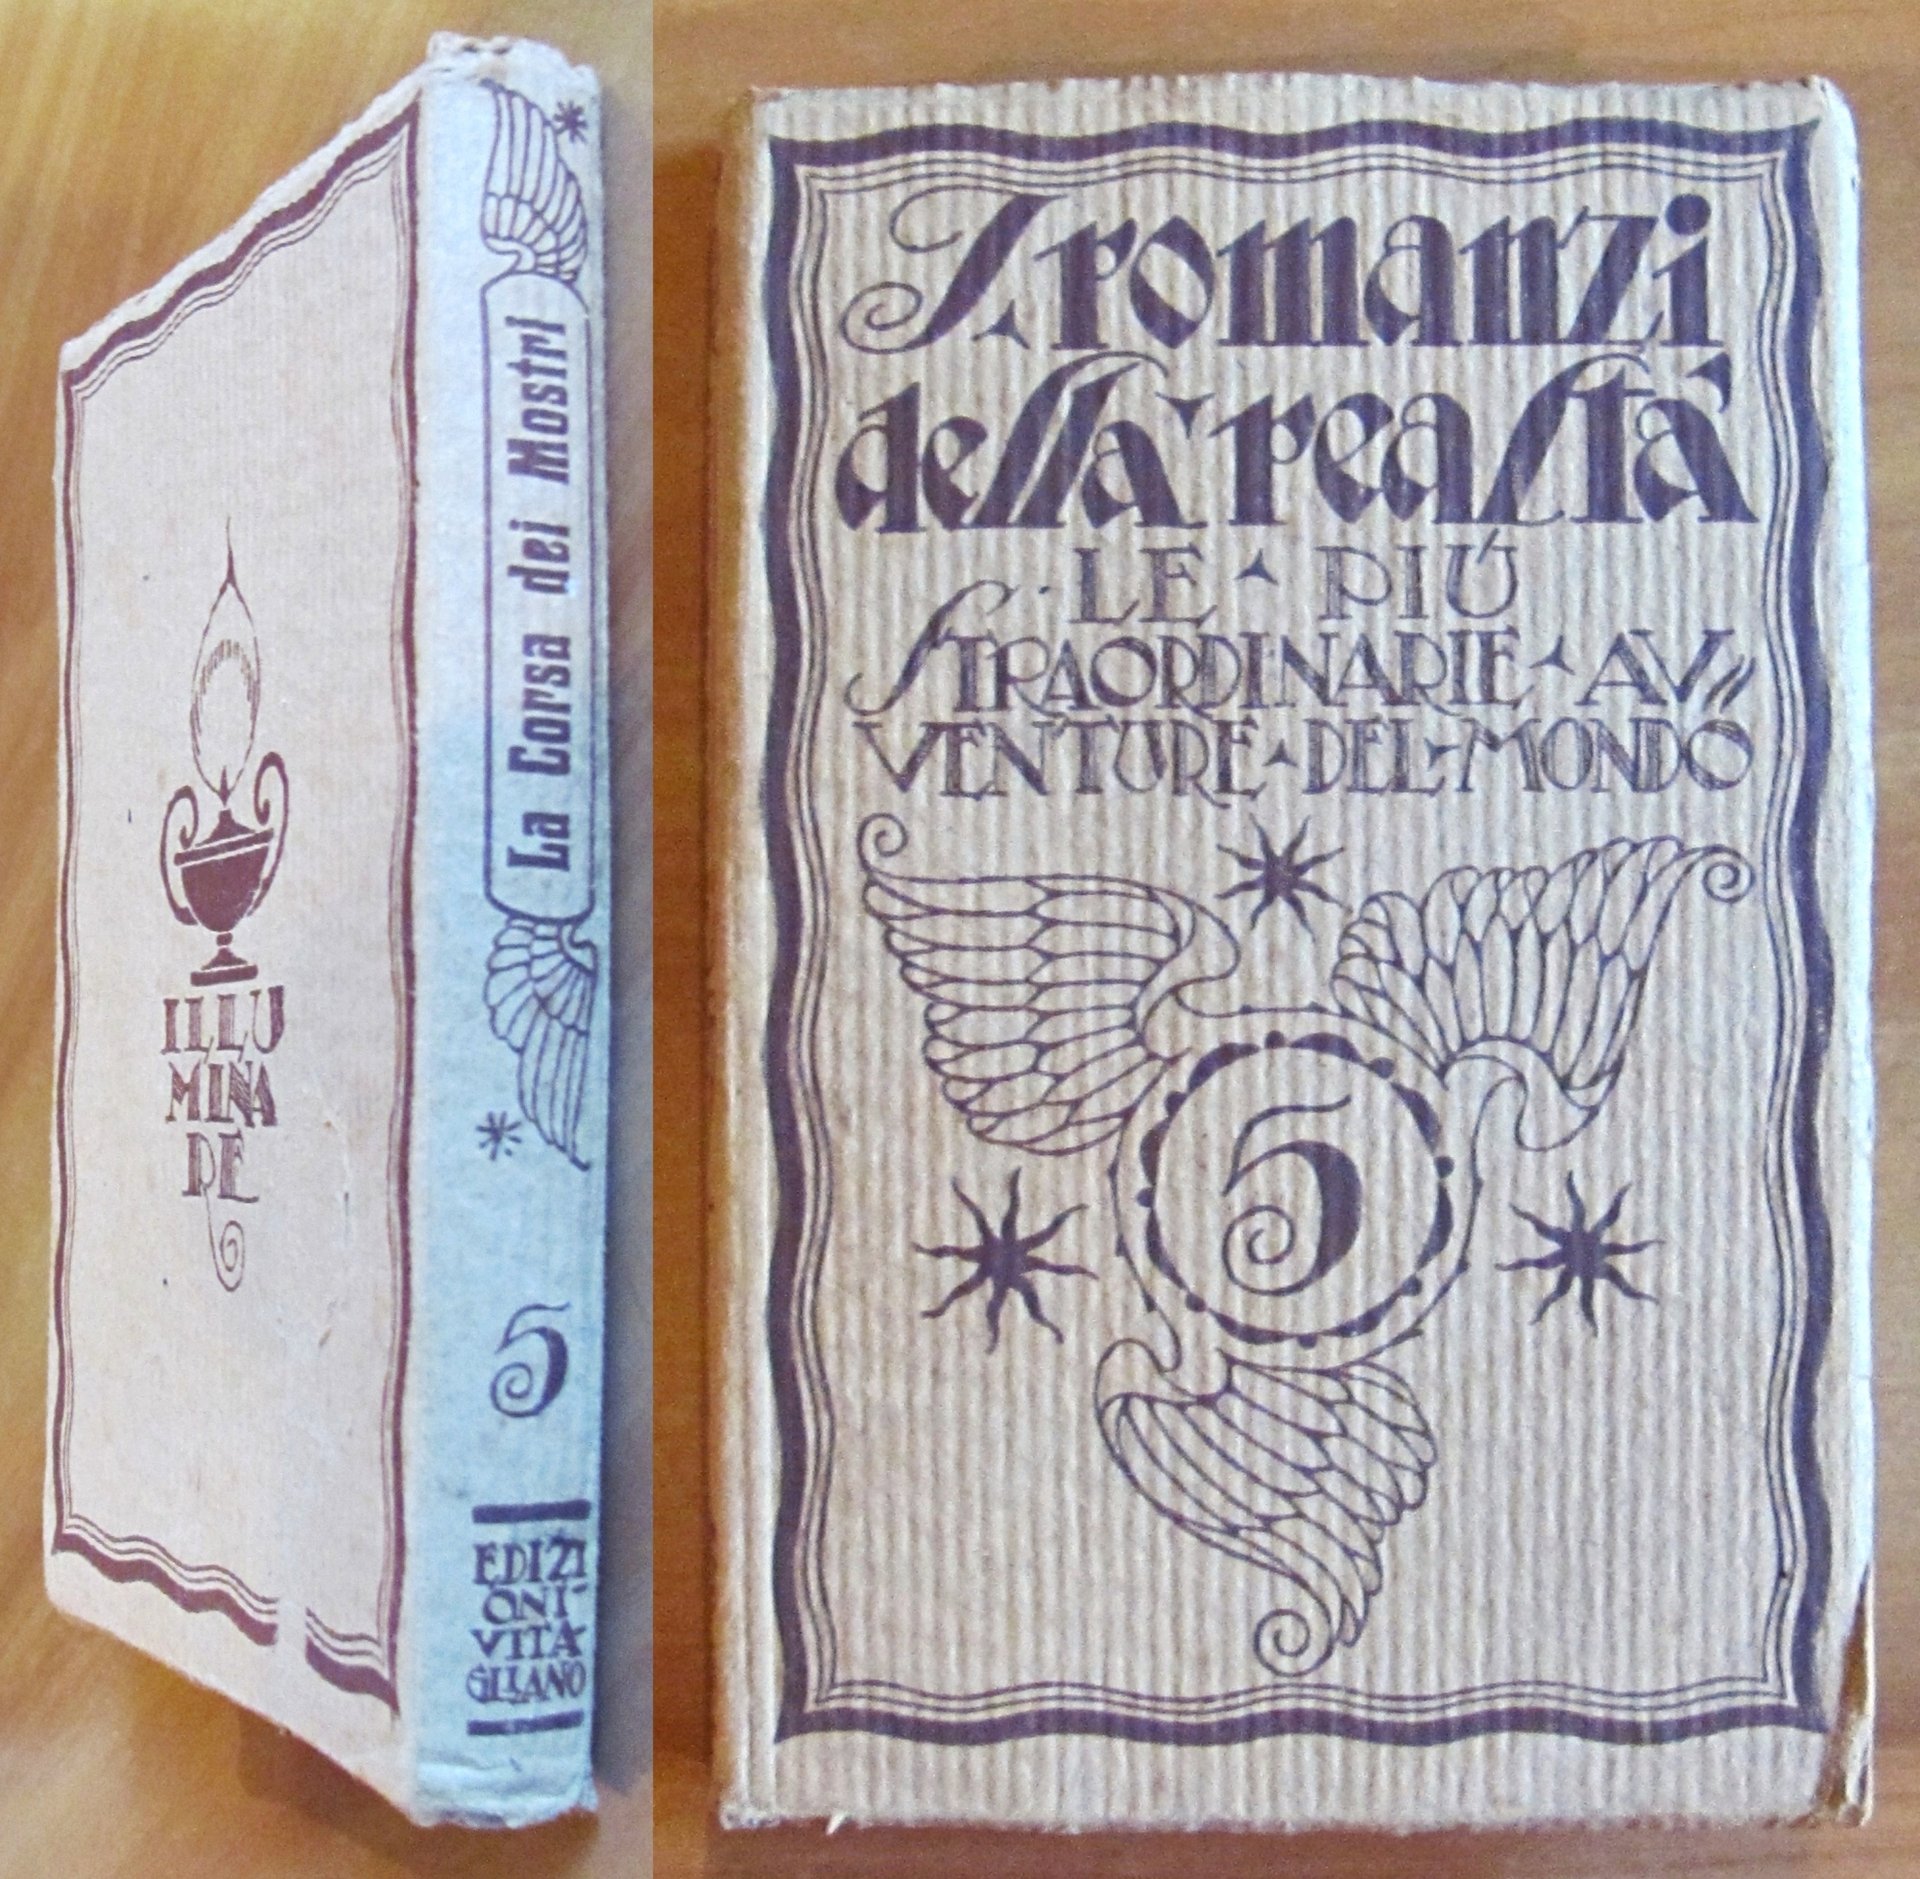 ILLU
MINA
RE
La Corsa dei Mostri
5
EDIZI
ONI
VITA
GLIANO
I romanzi
della realtà
LE PIÙ
STRAORDINARIE AV
VENTURE DEL MONDO
5